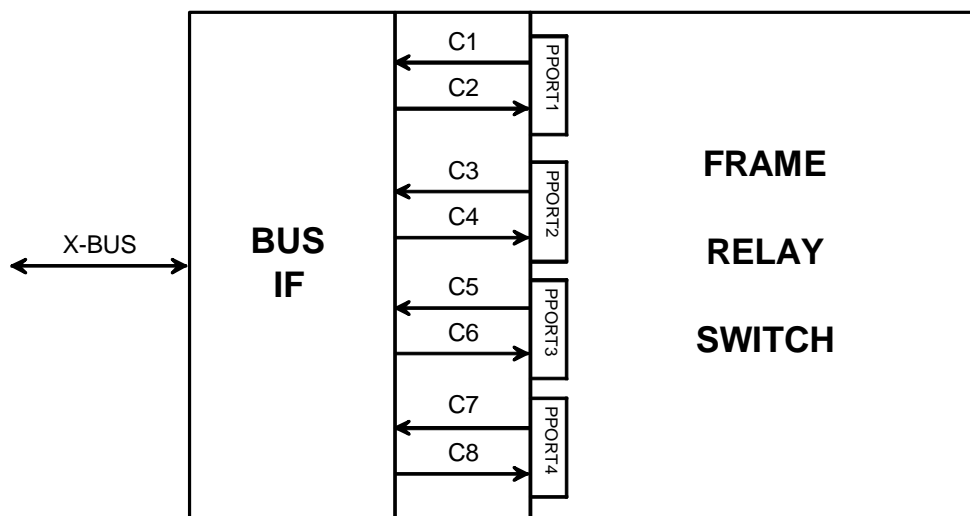 X-BUS
BUS
IF
C1
C2
C3
C4
C5
C6
C7
C8
PPORT1
PPORT2
PPORT3
PPORT4
FRAME
RELAY
SWITCH